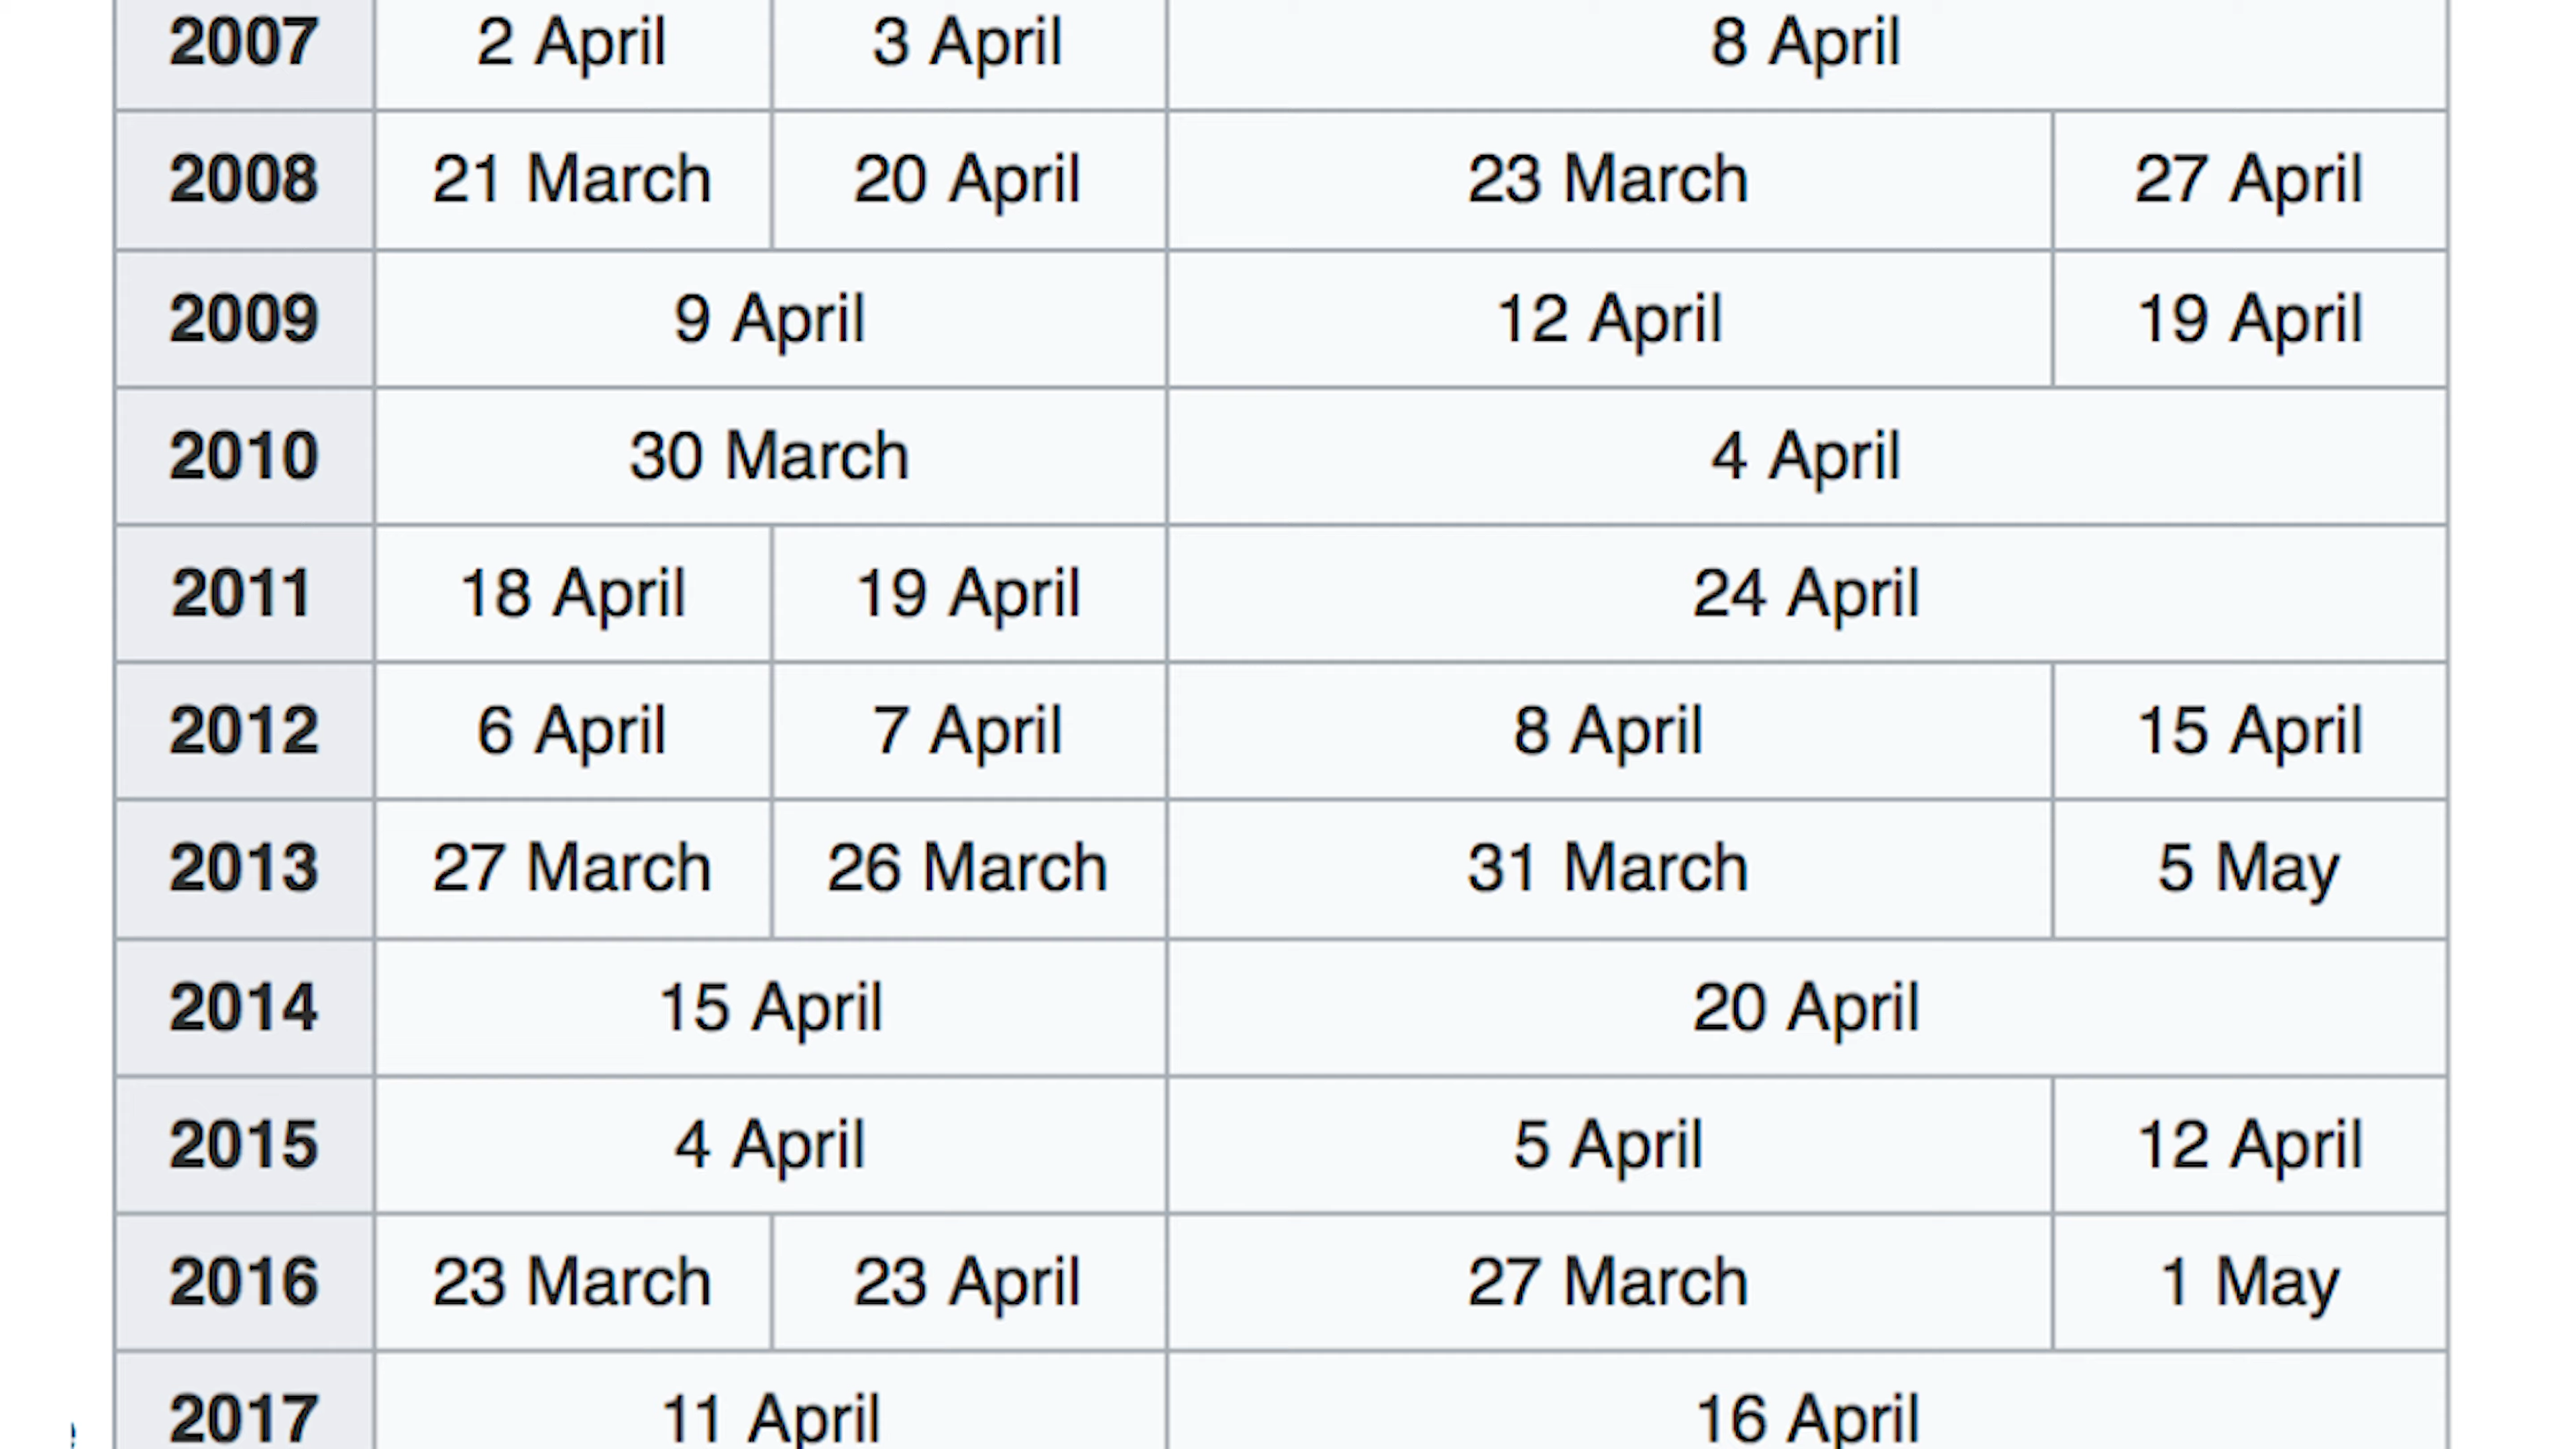 2007 2 April 3 April 8 April
2008 21 March 20 April 23 March 27 April
2009 9 April 12 April 19 April
2010 30 March 4 April
2011 18 April 19 April 24 April
2012 6 April 7 April 8 April 15 April
2013 27 March 26 March 31 March 5 May
2014 15 April 20 April
2015 4 April 5 April 12 April
2016 23 March 23 April 27 March 1 May
2017 11 April 16 April